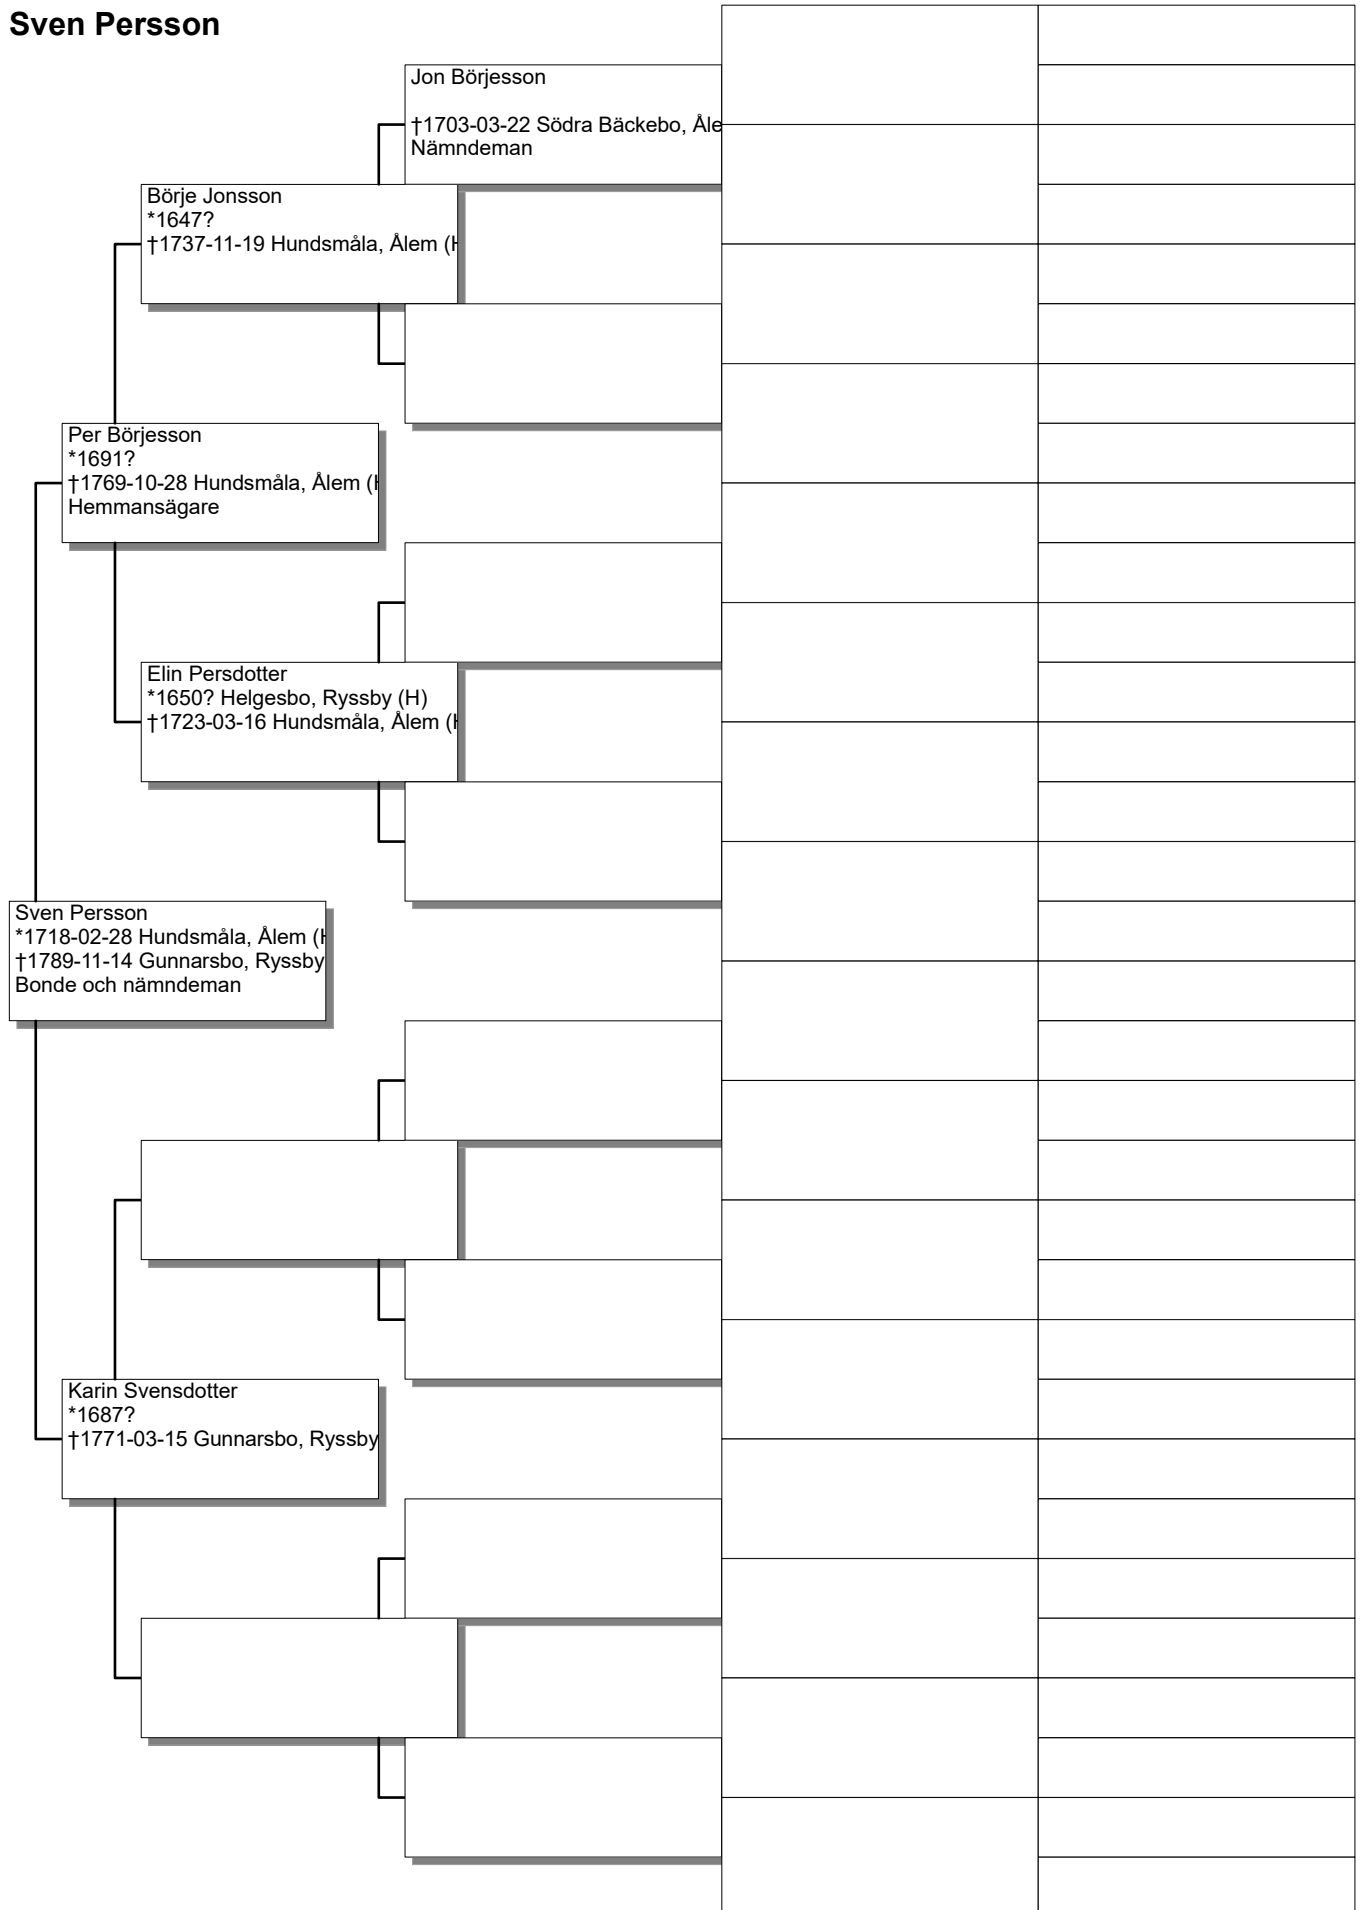 Sven Persson
Jon Börjesson
†1703-03-22 Södra Bäckebo, Åle
Nämndeman
Börje Jonsson
*1647?
†1737-11-19 Hundsmåla, Ålem (
Per Börjesson
*1691?
†1769-10-28 Hundsmåla, Ålem (
Hemmansägare
Elin Persdotter
*1650? Helgesbo, Ryssby (H)
†1723-03-16 Hundsmåla, Ålem (
Sven Persson
*1718-02-28 Hundsmåla, Ålem (
†1789-11-14 Gunnarsbo, Ryssby
Bonde och nämndeman
Karin Svensdotter
*1687?
†1771-03-15 Gunnarsbo, Ryssby